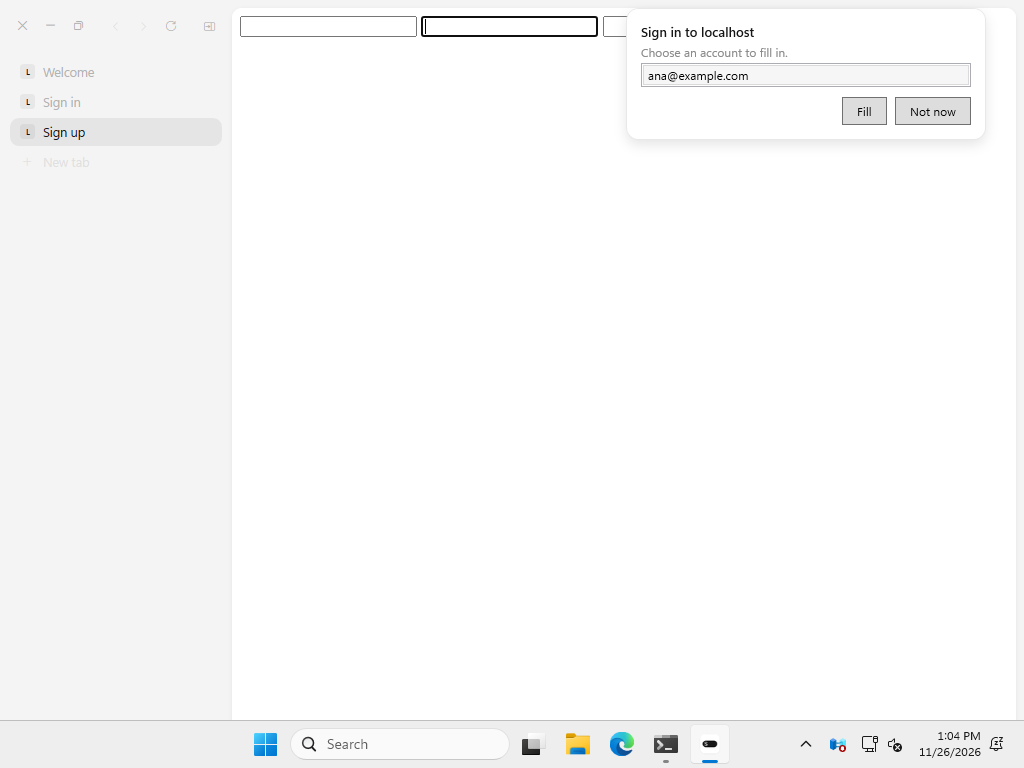 L Welcome
L Sign in
L Sign up
+ New tab
Sign in to localhost
Choose an account to fill in.
ana@example.com
Fill
Not now
Search
1:04 PM
11/26/2026